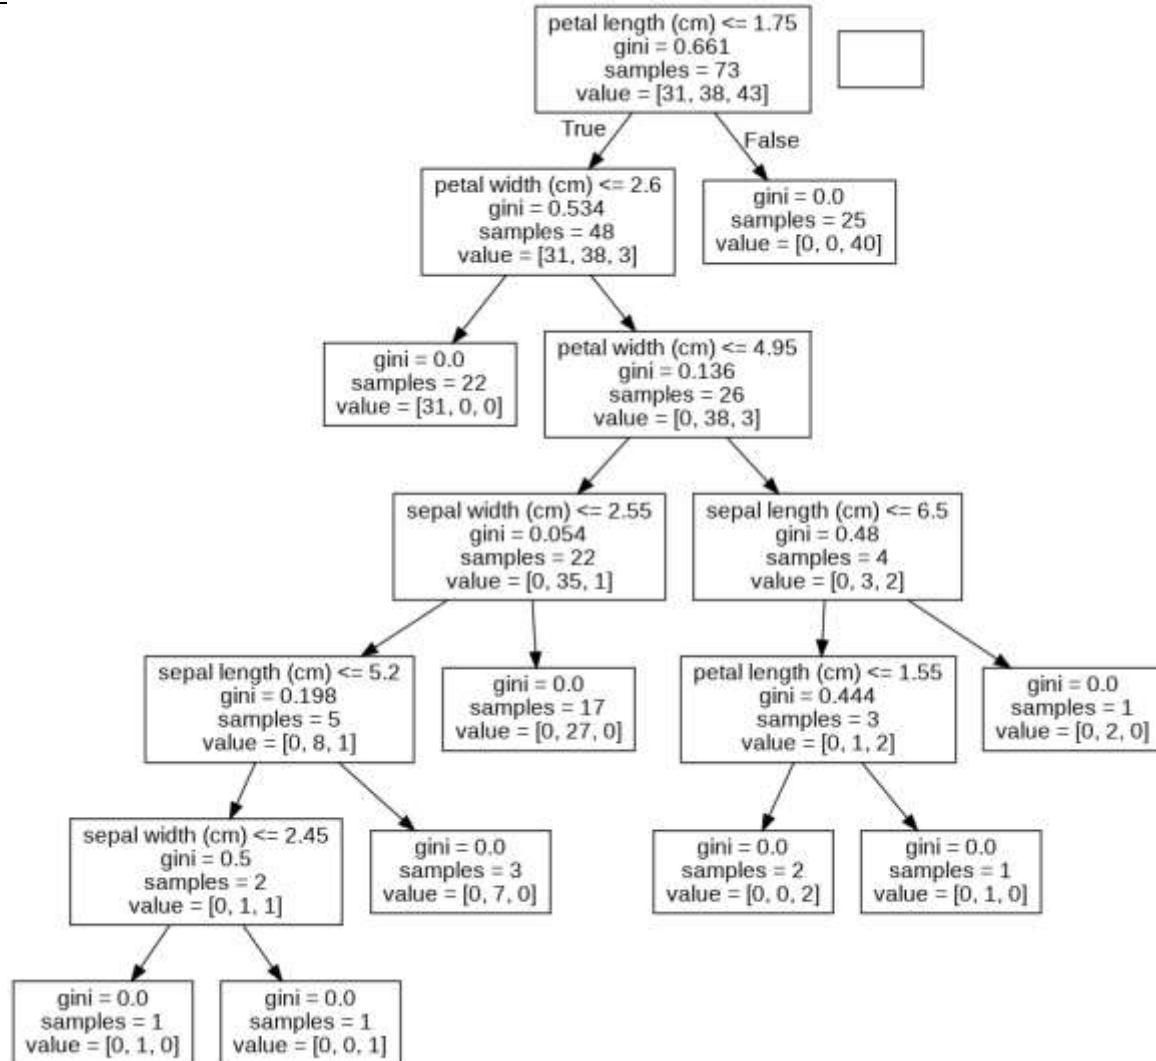 petal length (cm) <= 1.75
gini = 0.661
samples = 73
value = [31, 38, 43]
True
False
petal width (cm) <= 2.6
gini = 0.534
samples = 48
value = [31, 38, 3]
gini = 0.0
samples = 25
value = [0, 0, 40]
gini = 0.0
samples = 22
value = [31, 0, 0]
petal width (cm) <= 4.95
gini = 0.136
samples = 26
value = [0, 38, 3]
sepal width (cm) <= 2.55
gini = 0.054
samples = 22
value = [0, 35, 1]
sepal length (cm) <= 6.5
gini = 0.48
samples = 4
value = [0, 3, 2]
sepal length (cm) <= 5.2
gini = 0.198
samples = 5
value = [0, 8, 1]
gini = 0.0
samples = 17
value = [0, 27, 0]
petal length (cm) <= 1.55
gini = 0.444
samples = 3
value = [0, 1, 2]
gini = 0.0
samples = 1
value = [0, 2, 0]
sepal width (cm) <= 2.45
gini = 0.5
samples = 2
value = [0, 1, 1]
gini = 0.0
samples = 3
value = [0, 7, 0]
gini = 0.0
samples = 2
value = [0, 0, 2]
gini = 0.0
samples = 1
value = [0, 1, 0]
gini = 0.0
samples = 1
value = [0, 1, 0]
gini = 0.0
samples = 1
value = [0, 0, 1]